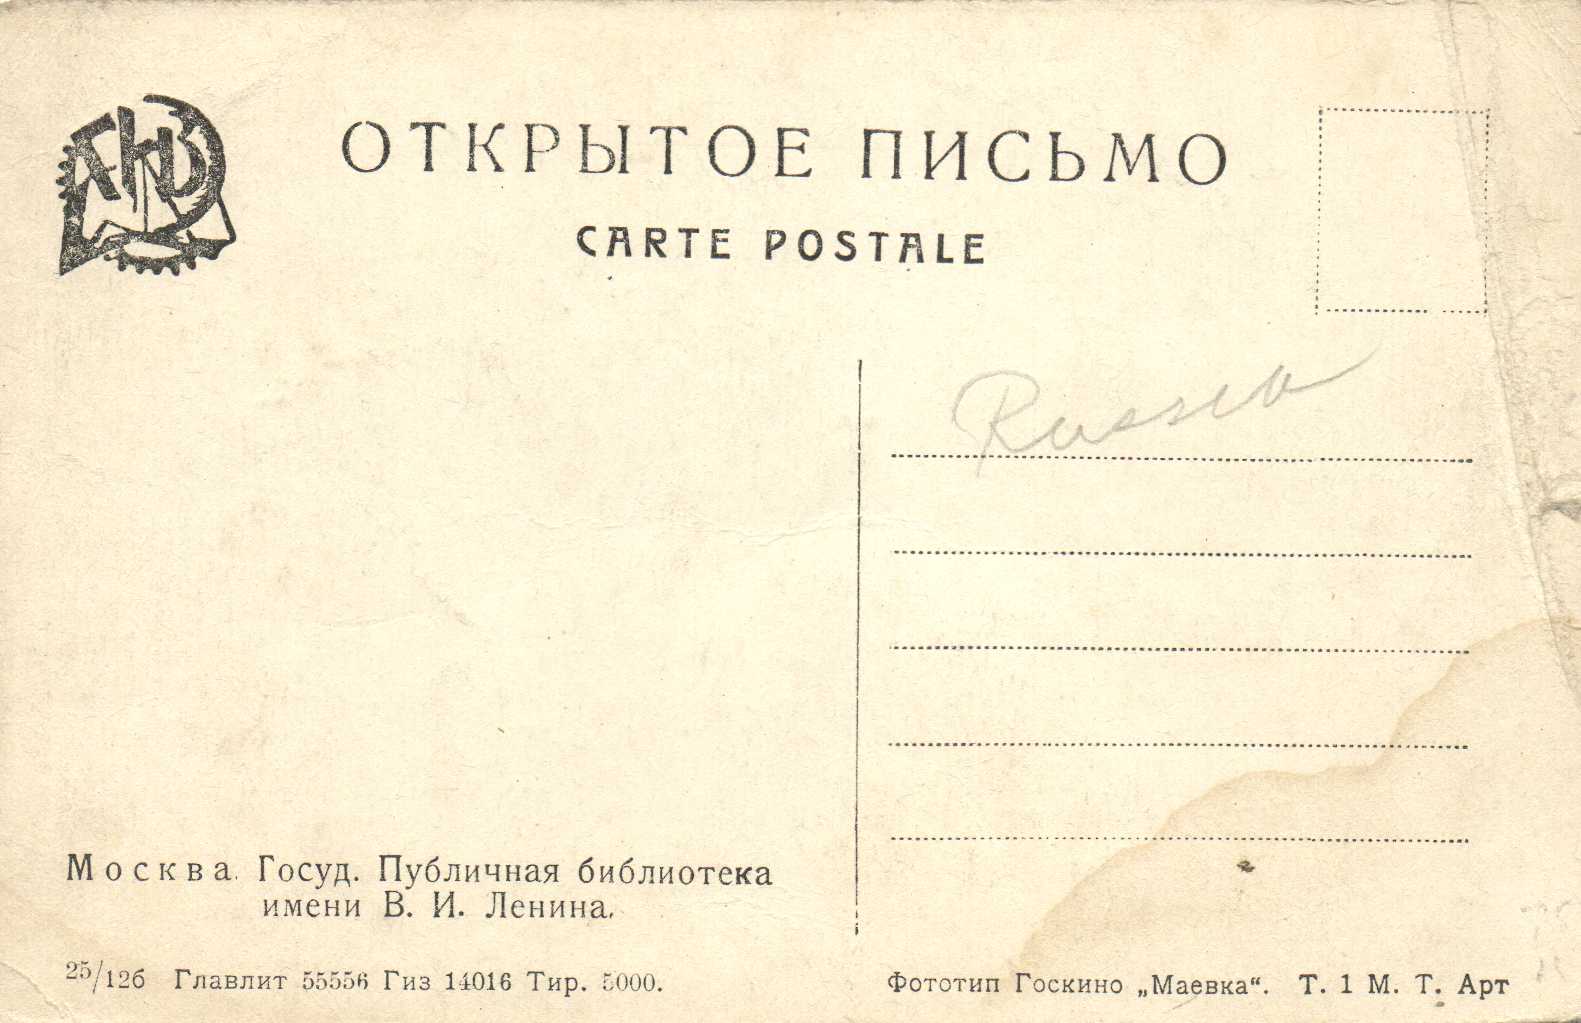 ОТКРЫТОЕ ПИСЬМО
CARTE POSTALE
Russia
Москва. Госуд. Публичная библиотека
имени В. И. Ленина.
25/126 Главлит 55556 Гиз 14016 Тир. 5000.
Фототип Госкино „Маевка“. Т. 1 М. Т. Арт